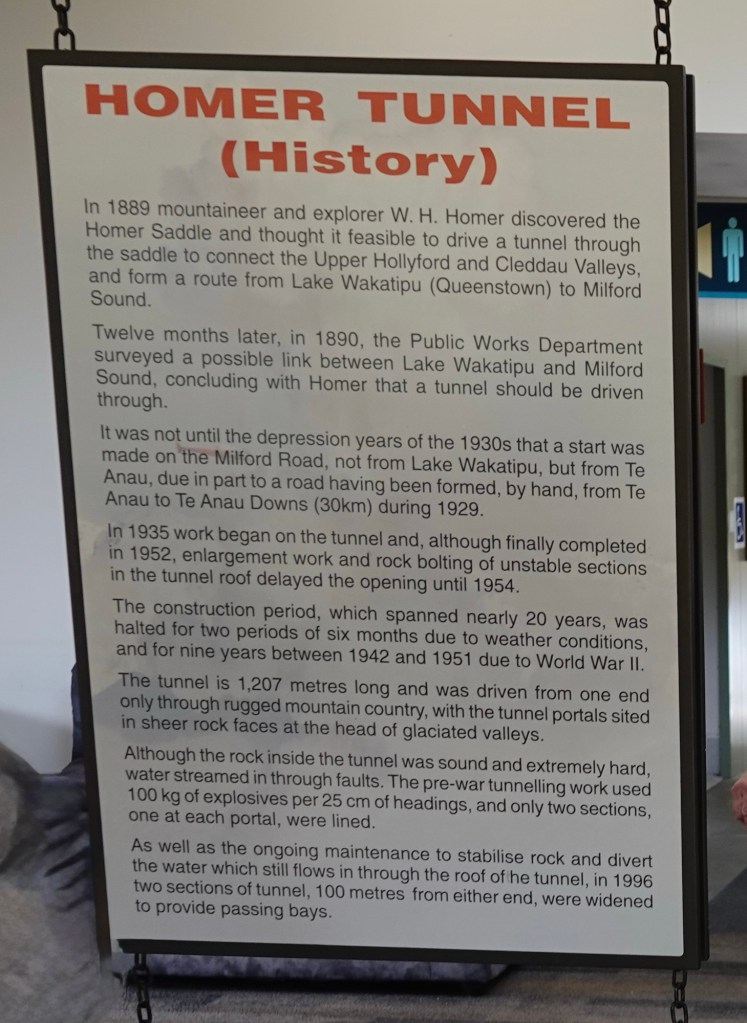 HOMER TUNNEL
(History)
In 1889 mountaineer and explorer W. H. Homer discovered the
Homer Saddle and thought it feasible to drive a tunnel through
the saddle to connect the Upper Hollyford and Cleddau Valleys,
and form a route from Lake Wakatipu (Queenstown) to Milford
Sound.
Twelve months later, in 1890, the Public Works Department
surveyed a possible link between Lake Wakatipu and Milford
Sound, concluding with Homer that a tunnel should be driven
through.
It was not until the depression years of the 1930s that a start was
made on the Milford Road, not from Lake Wakatipu, but from Te
Anau, due in part to a road having been formed, by hand, from Te
Anau to Te Anau Downs (30km) during 1929.
In 1935 work began on the tunnel and, although finally completed
in 1952, enlargement work and rock bolting of unstable sections
in the tunnel roof delayed the opening until 1954.
The construction period, which spanned nearly 20 years, was
halted for two periods of six months due to weather conditions,
and for nine years between 1942 and 1951 due to World War II.
The tunnel is 1,207 metres long and was driven from one end
only through rugged mountain country, with the tunnel portals sited
in sheer rock faces at the head of glaciated valleys.
Although the rock inside the tunnel was sound and extremely hard,
water streamed in through faults. The pre-war tunnelling work used
100 kg of explosives per 25 cm of headings, and only two sections,
one at each portal, were lined.
As well as the ongoing maintenance to stabilise rock and divert
the water which still flows in through the roof of he tunnel, in 1996
two sections of tunnel, 100 metres from either end, were widened
to provide passing bays.